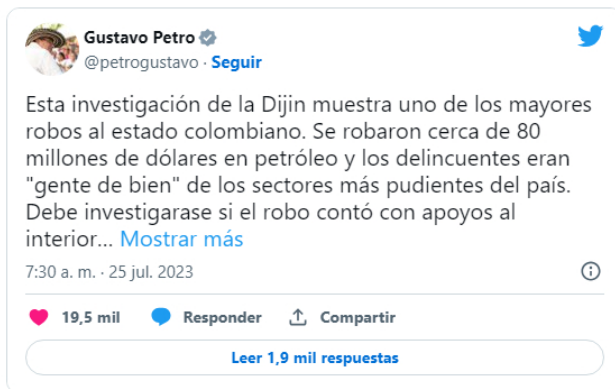 Gustavo Petro
@petrogustavo · Seguir
Esta investigación de la Dijin muestra uno de los mayores
robos al estado colombiano. Se robaron cerca de 80
millones de dólares en petróleo y los delincuentes eran
"gente de bien" de los sectores más pudientes del país.
Debe investigarase si el robo contó con apoyos al
interior... Mostrar más
7:30 a. m. · 25 jul. 2023
19,5 mil Responder Compartir
Leer 1,9 mil respuestas